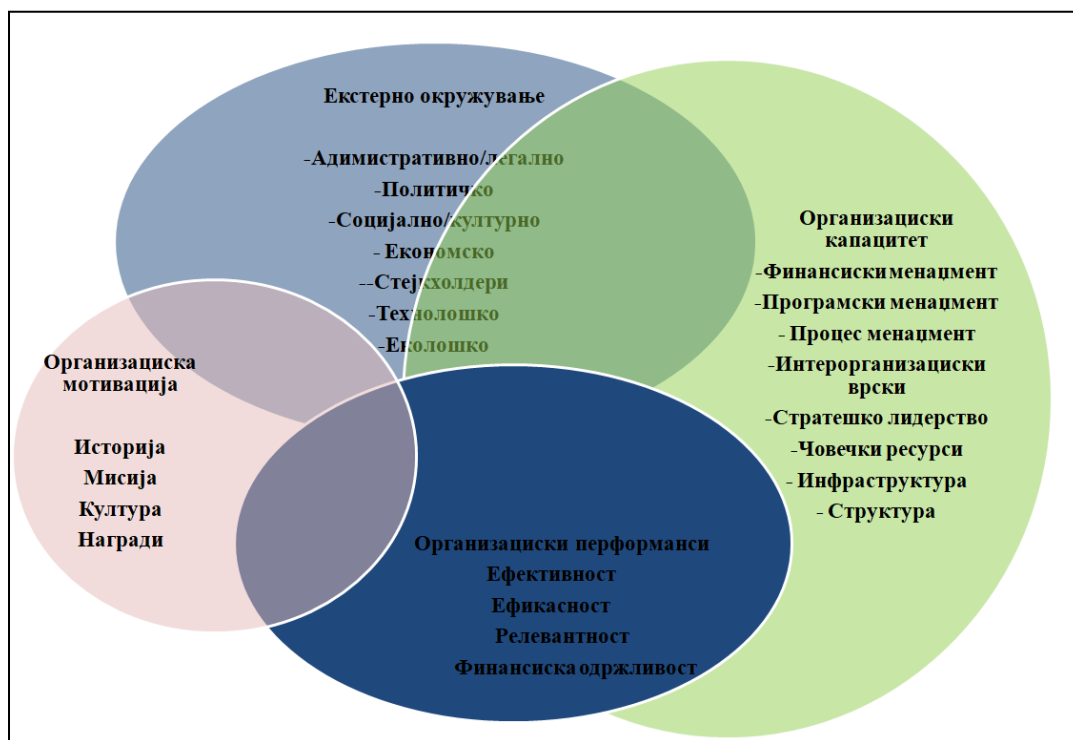 Екстерно окружување
-Адимистративно/легално
-Политичко
-Социјално/културно
- Економско
--Стејкхолдери
-Технолошко
-Еколошко
Организациска
мотивација
Историја
Мисија
Култура
Награди
Организациски
капацитет
-Финансиски менаџмент
-Програмски менаџмент
- Процес менаџмент
-Интерорганизациски
врски
-Стратешко лидерство
-Човечки ресурси
- Инфраструктура
- Структура
Организациски перформанси
Ефективност
Ефикасност
Релевантност
Финансиска одржливост